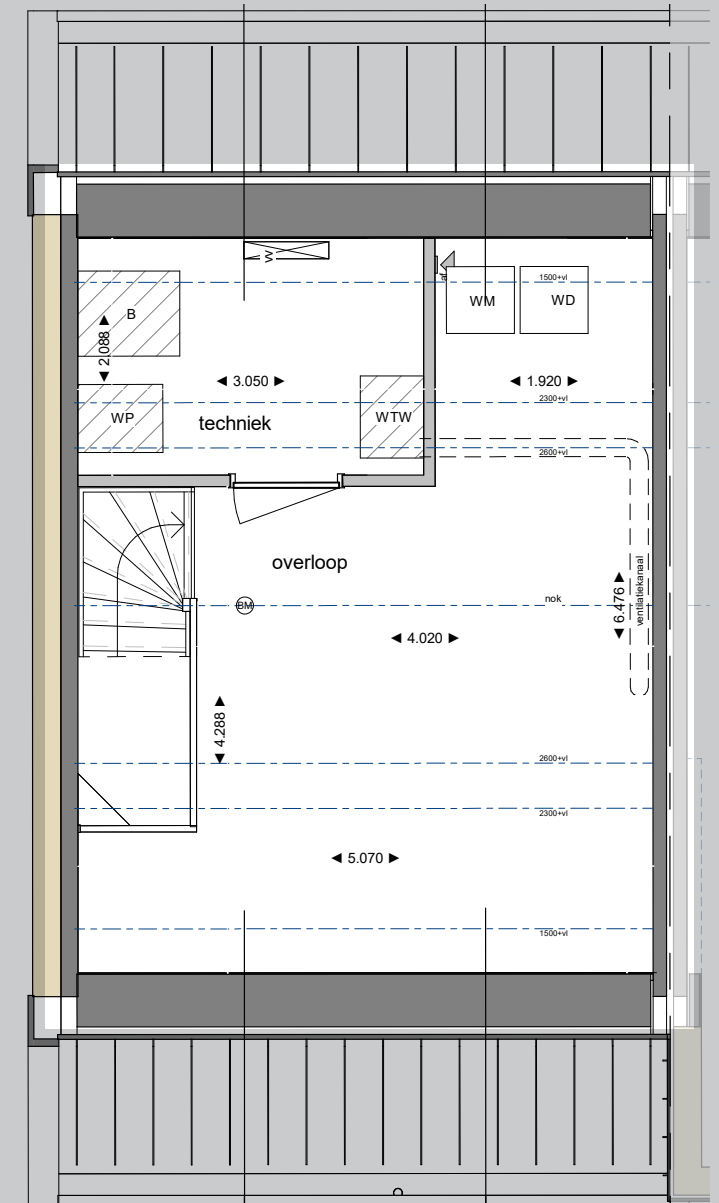 W
af
1500+vl
WM
WD
B
2.088
3.050
1.920
2300+vl
WP
techniek
WTW
2600+vl
overloop
nok
BM
6.476
ventilatiekanaal
4.020
4.288
2600+vl
2300+vl
5.070
1500+vl